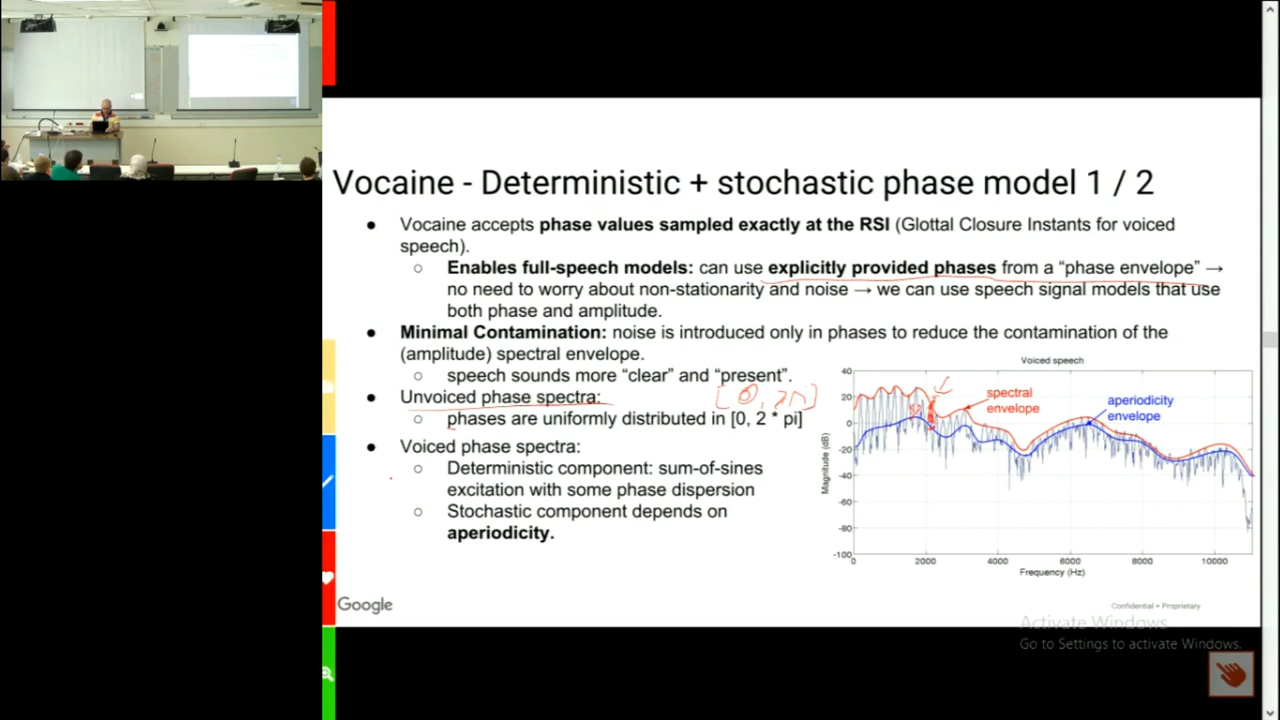 Vocaine - Deterministic + stochastic phase model 1 / 2
● Vocaine accepts phase values sampled exactly at the RSI (Glottal Closure Instants for voiced
speech).
○ Enables full-speech models: can use explicitly provided phases from a “phase envelope” →
no need to worry about non-stationarity and noise → we can use speech signal models that use
both phase and amplitude.
● Minimal Contamination: noise is introduced only in phases to reduce the contamination of the
(amplitude) spectral envelope.
○ speech sounds more “clear” and “present”.
● Unvoiced phase spectra:
[0, 2π]
○ phases are uniformly distributed in [0, 2 * pi]
● Voiced phase spectra:
○ Deterministic component: sum-of-sines
excitation with some phase dispersion
○ Stochastic component depends on
aperiodicity.
Voiced speech
spectral
envelope
aperiodicity
envelope
Magnitude (dB)
40
20
0
-20
-40
-60
-80
-100
0 2000 4000 6000 8000 10000
Frequency (Hz)
Google
Confidential + Proprietary
Activate Windows
Go to Settings to activate Windows.